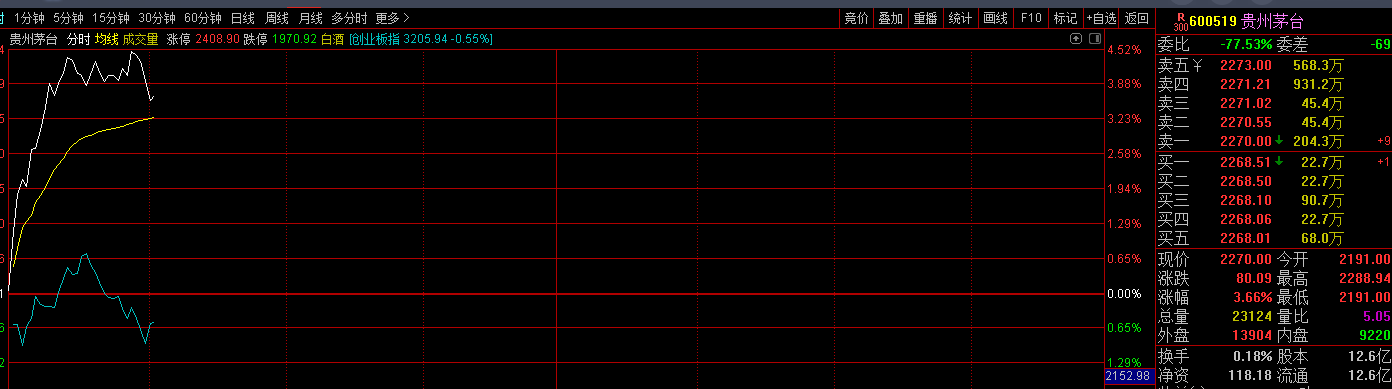 时 1分钟 5分钟 15分钟 30分钟 60分钟 日线 周线 月线 多分时 更多 竞价 叠加 重播 统计 画线 F10 标记 +自选 返回
贵州茅台 分时 均线 成交量 涨停 2408.90 跌停 1970.92 白酒 [创业板指 3205.94 -0.55%]
4.52%
3.88%
3.23%
2.58%
1.94%
1.29%
0.65%
0.00%
0.65%
1.29%
2152.98
R 300 600519 贵州茅台
委比 -77.53% 委差 -69
卖五 ¥ 2273.00 568.3万
卖四 2271.21 931.2万
卖三 2271.02 45.4万
卖二 2270.55 45.4万
卖一 2270.00 204.3万 +9
买一 2268.51 22.7万 +1
买二 2268.50 22.7万
买三 2268.10 90.7万
买四 2268.06 22.7万
买五 2268.01 68.0万
现价 2270.00 今开 2191.00
涨跌 80.09 最高 2288.94
涨幅 3.66% 最低 2191.00
总量 23124 量比 5.05
外盘 13904 内盘 9220
换手 0.18% 股本 12.6亿
净资 118.18 流通 12.6亿